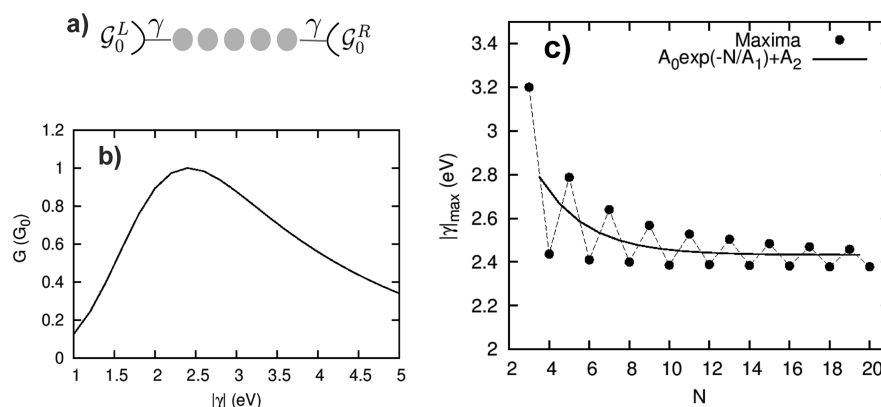 a)
𝒢₀ᴸ γ γ 𝒢₀ᴿ
b)
G (G₀)
1.2
1
0.8
0.6
0.4
0.2
0
1 1.5 2 2.5 3 3.5 4 4.5 5
|γ| (eV)
c)
Maxima
A₀exp(-N/A₁)+A₂
|γ|max (eV)
3.4
3.2
2.8
2.6
2.4
2.2
2
2 4 6 8 10 12 14 16 18 20
N